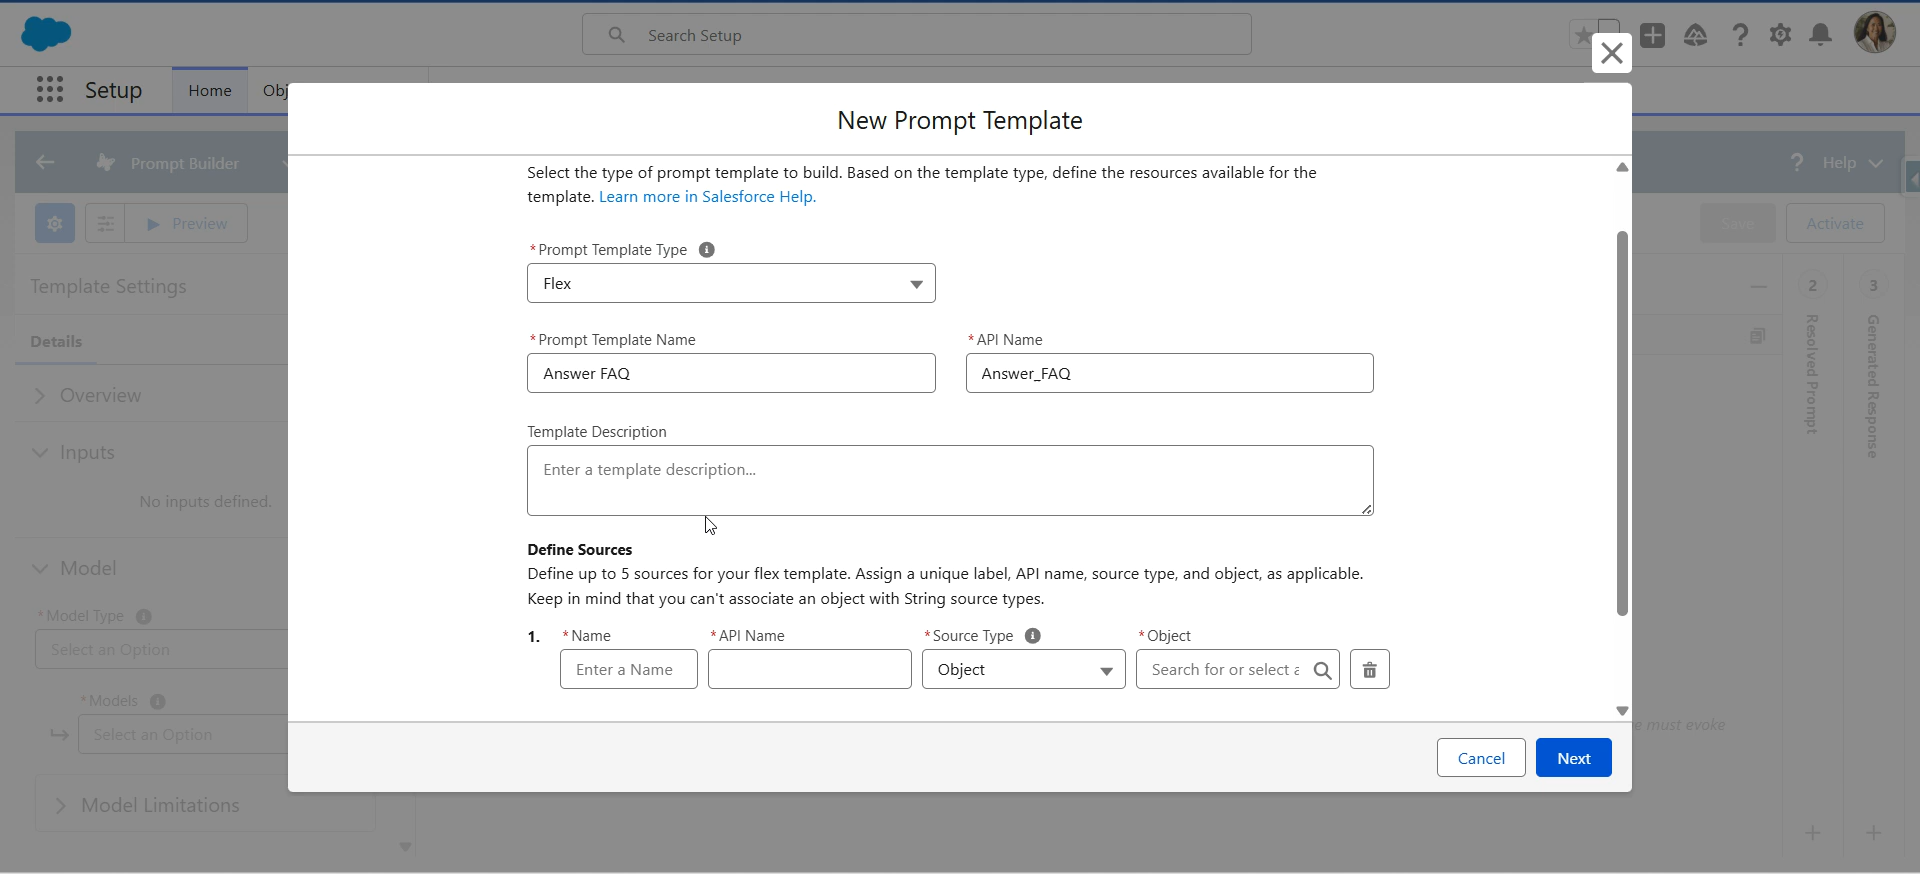 Search Setup
Setup
Home
Obj
New Prompt Template
Prompt Builder
Help
Preview
Save
Activate
Template Settings
Details
Overview
Inputs
No inputs defined.
Model
*Model Type
Select an Option
*Models
Select an Option
Model Limitations
Select the type of prompt template to build. Based on the template type, define the resources available for the
template. Learn more in Salesforce Help.
*Prompt Template Type
Flex
*Prompt Template Name
*API Name
Answer FAQ
Answer_FAQ
Template Description
Enter a template description...
Define Sources
Define up to 5 sources for your flex template. Assign a unique label, API name, source type, and object, as applicable.
Keep in mind that you can't associate an object with String source types.
1. *Name
*API Name
*Source Type
*Object
Enter a Name
Object
Search for or select a
Cancel
Next
2
Resolved Prompt
3
Generated Response
must evoke